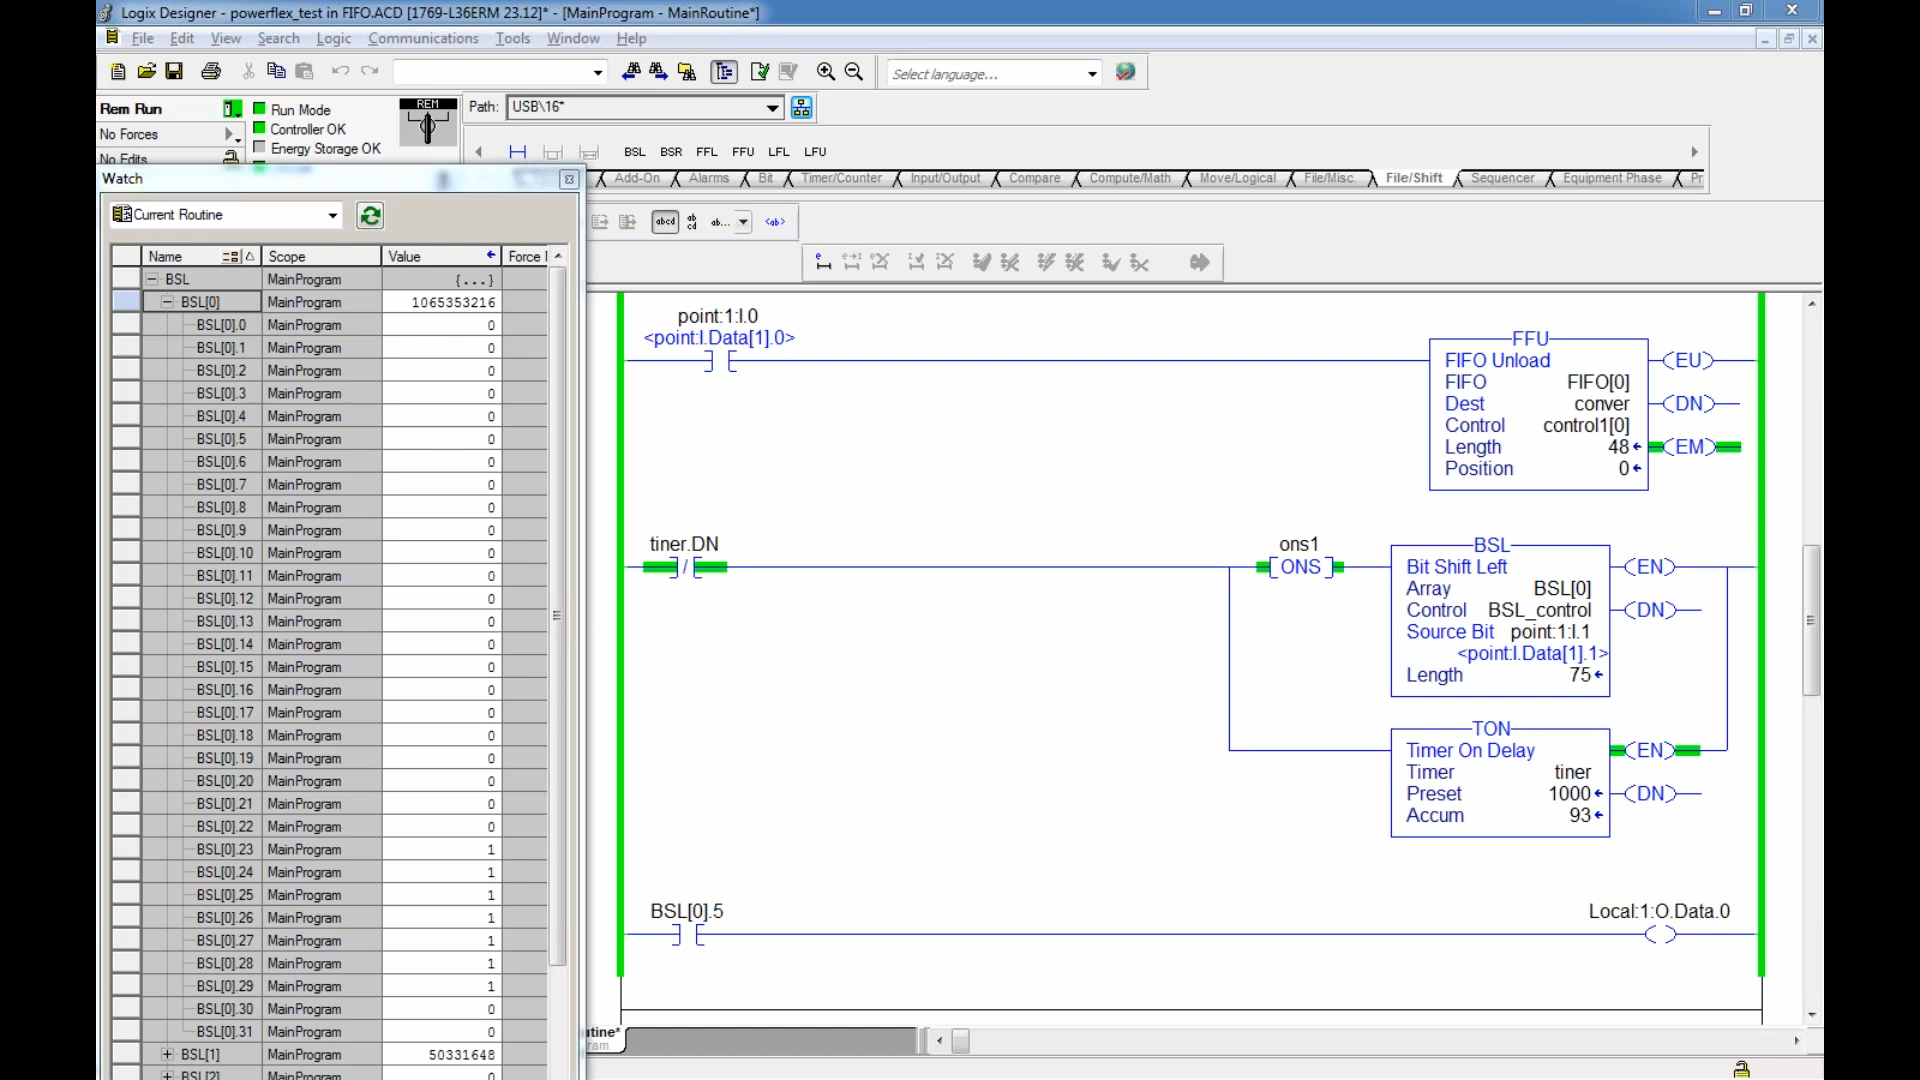 Logix Designer - powerflex_test in FIFO.ACD [1769-L36ERM 23.12]* - [MainProgram - MainRoutine*]
File Edit View Search Logic Communications Tools Window Help
Select language...
Rem Run
Run Mode
REM
Path: USB\16*
No Forces
Controller OK
No Edits
Energy Storage OK
BSL BSR FFL FFU LFL LFU
Add-On Alarms Bit Timer/Counter Input/Output Compare Compute/Math Move/Logical File/Misc. File/Shift Sequencer Equipment Phase Pr
Watch
Current Routine
abcd ab cd ab... <ab>
Name Scope Value Force
BSL MainProgram {...}
BSL[0] MainProgram 1065353216
BSL[0].0 MainProgram 0
BSL[0].1 MainProgram 0
BSL[0].2 MainProgram 0
BSL[0].3 MainProgram 0
BSL[0].4 MainProgram 0
BSL[0].5 MainProgram 0
BSL[0].6 MainProgram 0
BSL[0].7 MainProgram 0
BSL[0].8 MainProgram 0
BSL[0].9 MainProgram 0
BSL[0].10 MainProgram 0
BSL[0].11 MainProgram 0
BSL[0].12 MainProgram 0
BSL[0].13 MainProgram 0
BSL[0].14 MainProgram 0
BSL[0].15 MainProgram 0
BSL[0].16 MainProgram 0
BSL[0].17 MainProgram 0
BSL[0].18 MainProgram 0
BSL[0].19 MainProgram 0
BSL[0].20 MainProgram 0
BSL[0].21 MainProgram 0
BSL[0].22 MainProgram 0
BSL[0].23 MainProgram 1
BSL[0].24 MainProgram 1
BSL[0].25 MainProgram 1
BSL[0].26 MainProgram 1
BSL[0].27 MainProgram 1
BSL[0].28 MainProgram 1
BSL[0].29 MainProgram 1
BSL[0].30 MainProgram 0
BSL[0].31 MainProgram 0
BSL[1] MainProgram 50331648
BSL[2] MainProgram 0
point:1:I.0
<point:I.Data[1].0>
FFU
FIFO Unload (EU)
FIFO FIFO[0]
Dest conver (DN)
Control control1[0]
Length 48 (EM)
Position 0
tiner.DN
/
ons1
ONS
BSL
Bit Shift Left (EN)
Array BSL[0]
Control BSL_control (DN)
Source Bit point:1:I.1
<point:I.Data[1].1>
Length 75
TON
Timer On Delay (EN)
Timer tiner
Preset 1000 (DN)
Accum 93
BSL[0].5
Local:1:O.Data.0
utine*
ram